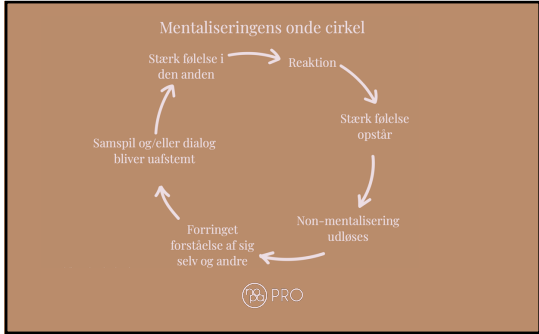 Mentaliseringens onde cirkel
Stærk følelse i
den anden
Reaktion
Stærk følelse
opstår
Non-mentalisering
udløses
Forringet
forståelse af sig
selv og andre
Samspil og/eller dialog
bliver uafstemt
PRO